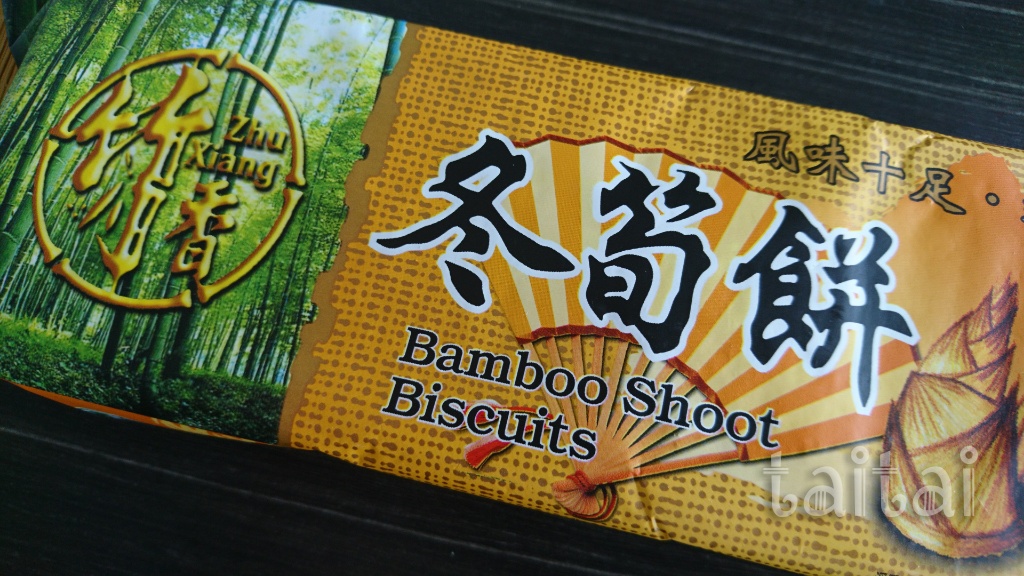 竹香
Zhu
Xiang
風味十足・
冬筍餅
Bamboo Shoot
Biscuits
taitai